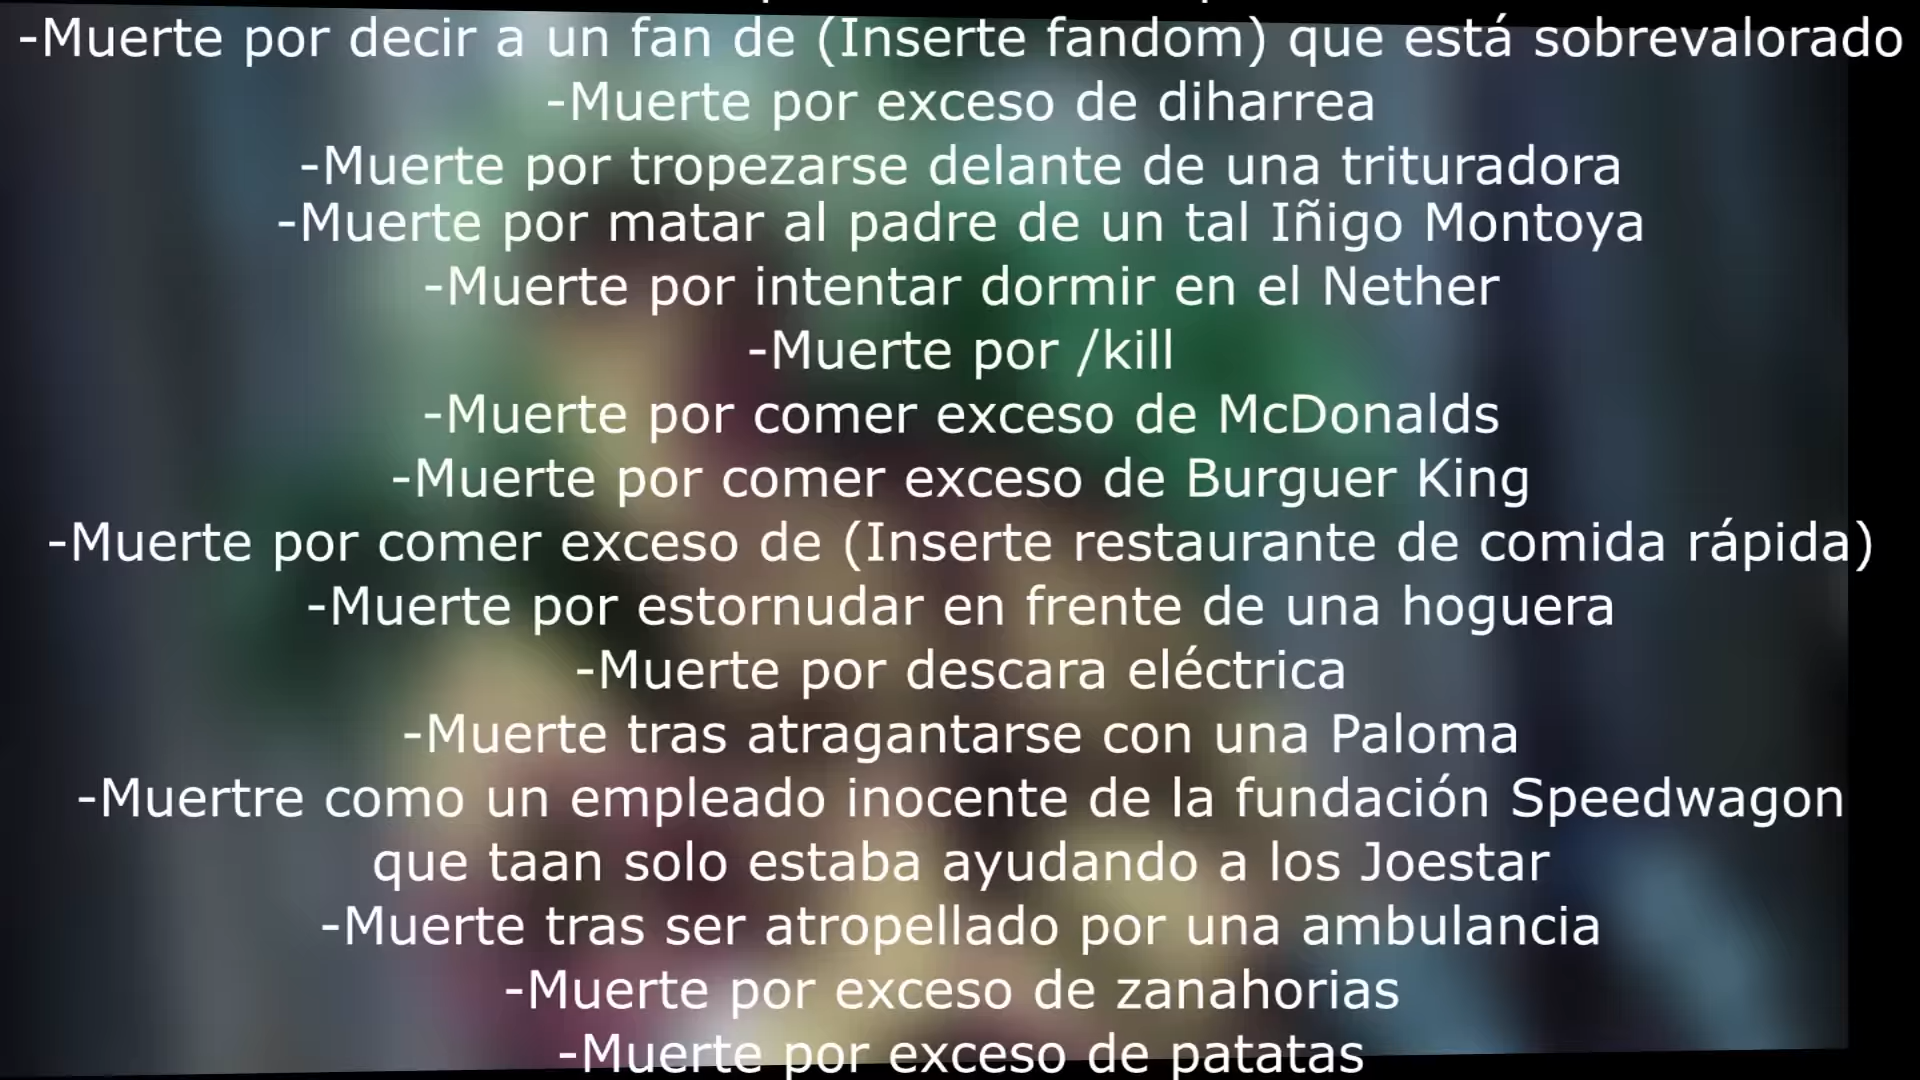 -Muerte por decir a un fan de (Inserte fandom) que está sobrevalorado
-Muerte por exceso de diharrea
-Muerte por tropezarse delante de una trituradora
-Muerte por matar al padre de un tal Iñigo Montoya
-Muerte por intentar dormir en el Nether
-Muerte por /kill
-Muerte por comer exceso de McDonalds
-Muerte por comer exceso de Burguer King
-Muerte por comer exceso de (Inserte restaurante de comida rápida)
-Muerte por estornudar en frente de una hoguera
-Muerte por descara eléctrica
-Muerte tras atragantarse con una Paloma
-Muertre como un empleado inocente de la fundación Speedwagon
que taan solo estaba ayudando a los Joestar
-Muerte tras ser atropellado por una ambulancia
-Muerte por exceso de zanahorias
-Muerte por exceso de patatas